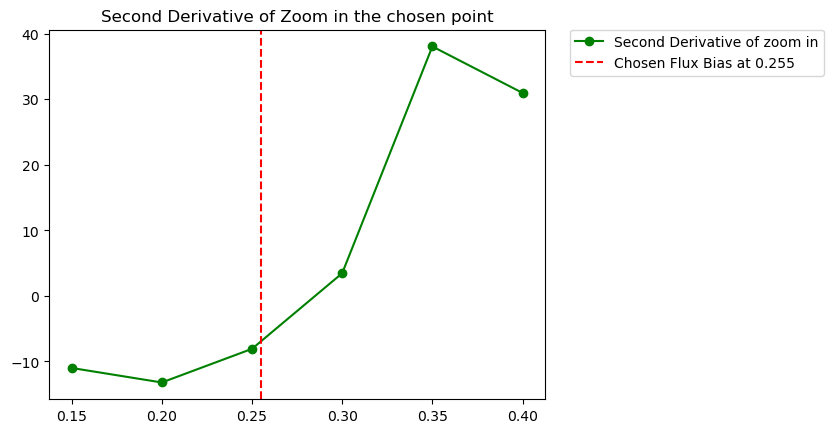 Second Derivative of Zoom in the chosen point
Second Derivative of zoom in
Chosen Flux Bias at 0.255
40
30
20
10
0
−10
0.15 0.20 0.25 0.30 0.35 0.40